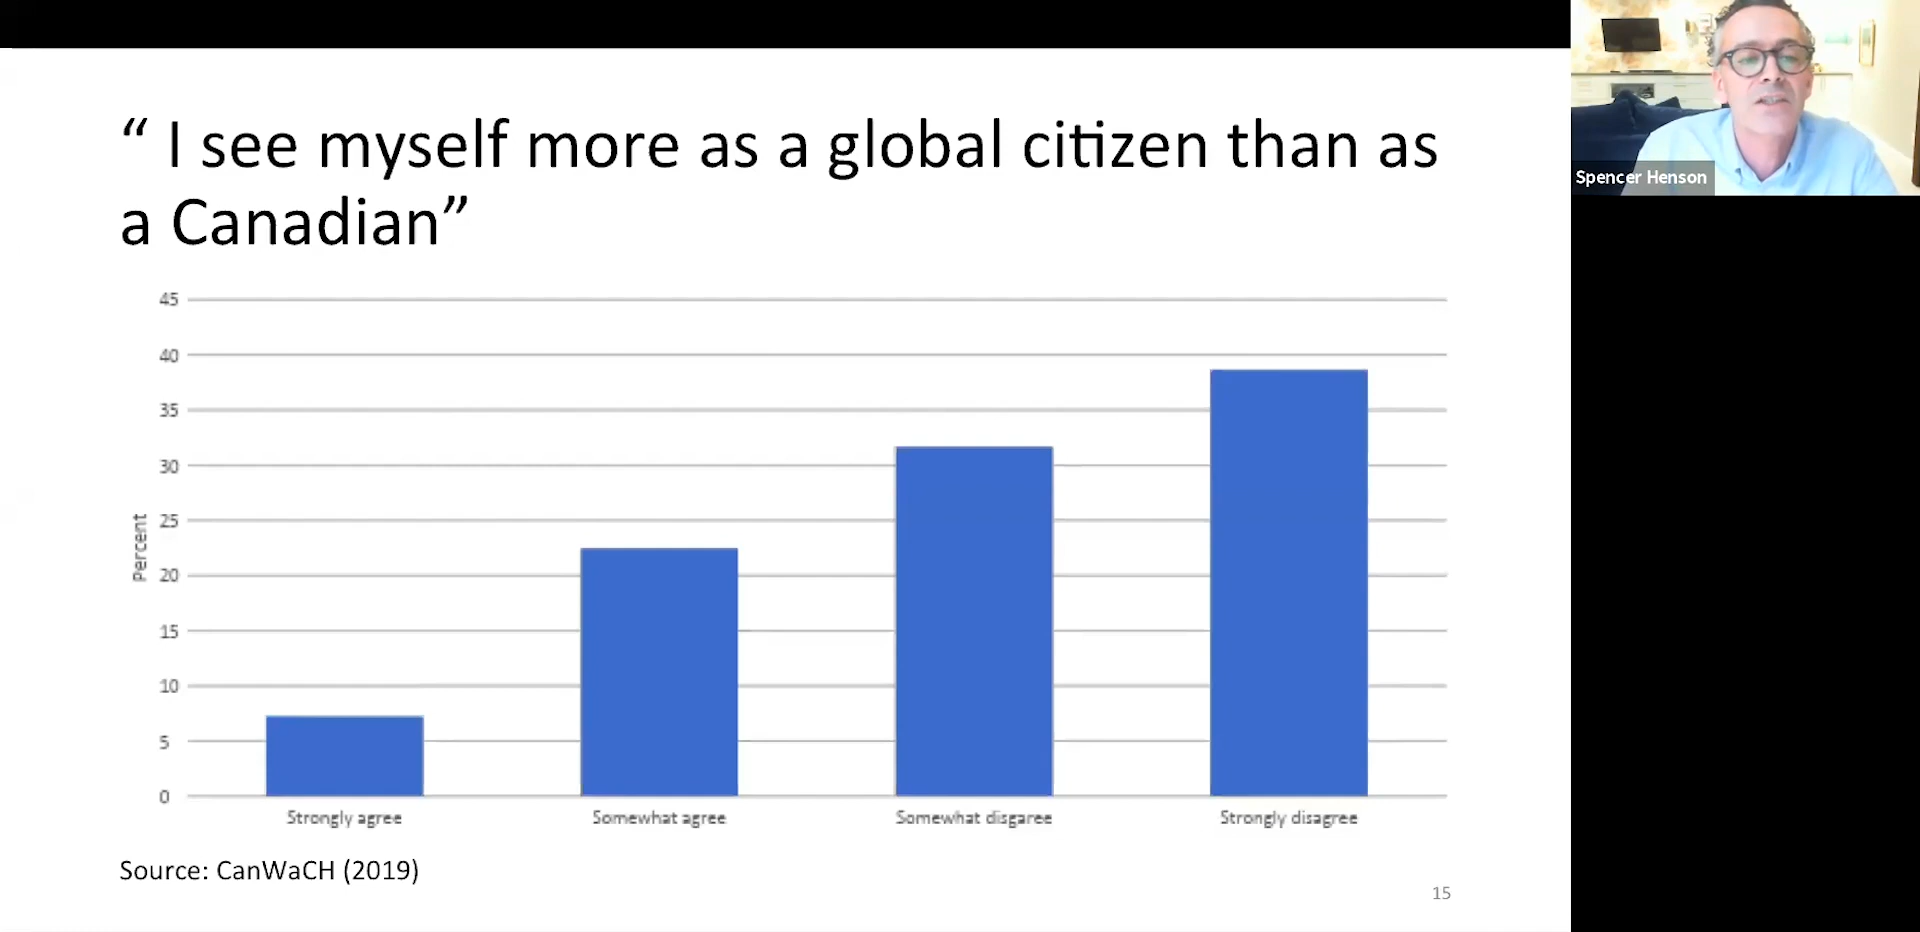 “ I see myself more as a global citizen than as
a Canadian”
45
40
35
30
25
20
15
10
5
0
Percent
Strongly agree
Somewhat agree
Somewhat disgaree
Strongly disagree
Source: CanWaCH (2019)
15
Spencer Henson